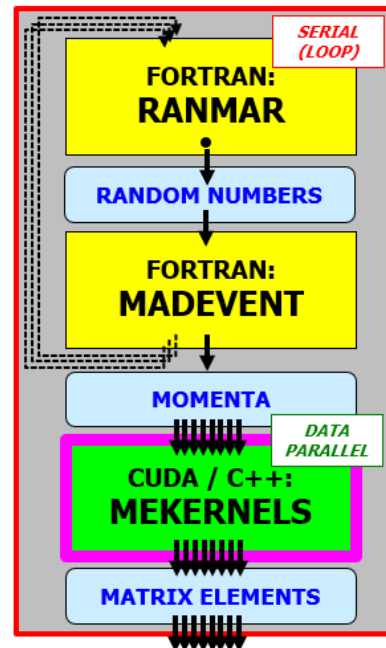 SERIAL
(LOOP)
FORTRAN:
RANMAR
RANDOM NUMBERS
FORTRAN:
MADEVENT
MOMENTA
DATA
PARALLEL
CUDA / C++:
MEKERNELS
MATRIX ELEMENTS